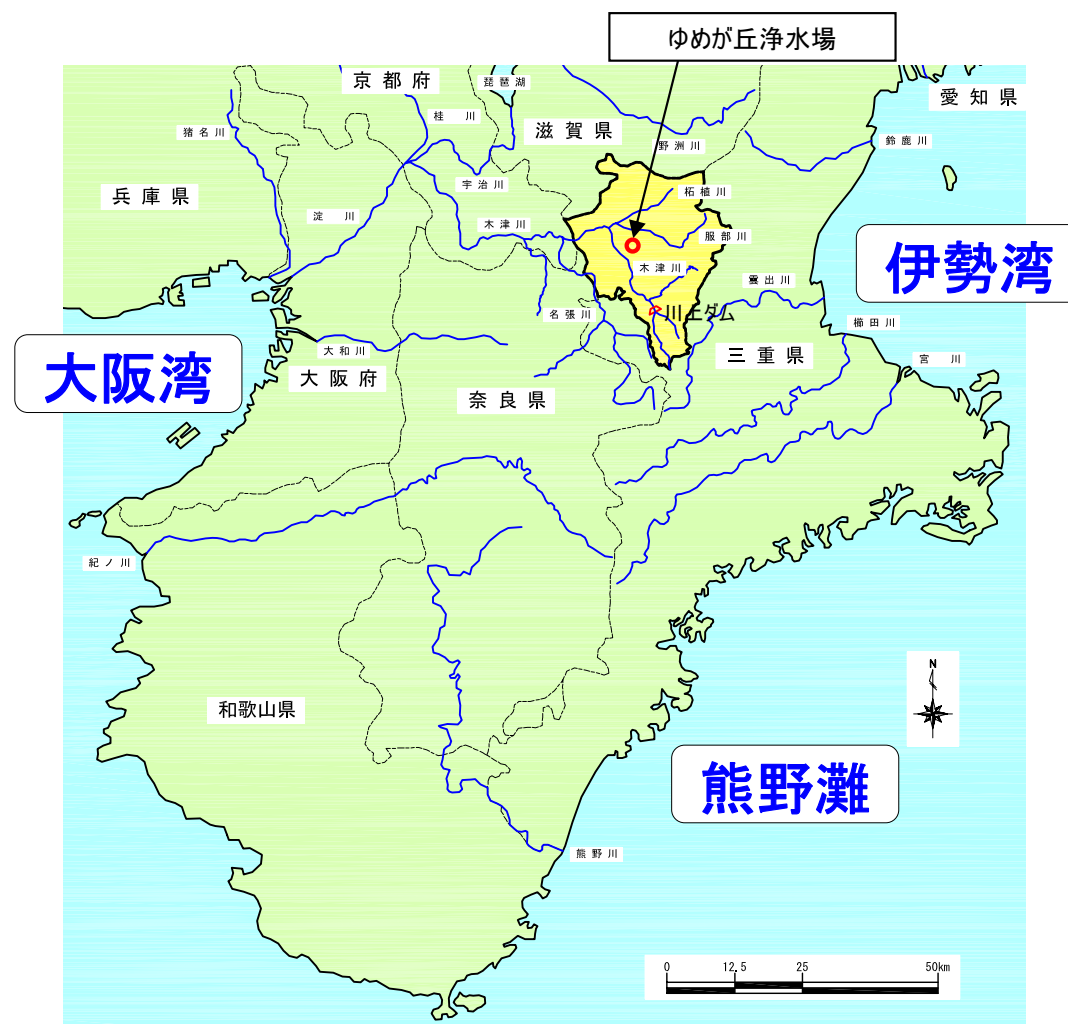 ゆめが丘浄水場
京都府
琵琶湖
愛知県
桂川
滋賀県
猪名川
野洲川
鈴鹿川
兵庫県
宇治川
柘植川
淀川
木津川
服部川
伊勢湾
木津川
雲出川
名張川
川上ダム
櫛田川
大和川
三重県
宮川
大阪湾
大阪府
奈良県
紀ノ川
N
和歌山県
熊野灘
熊野川
0 12.5 25 50km